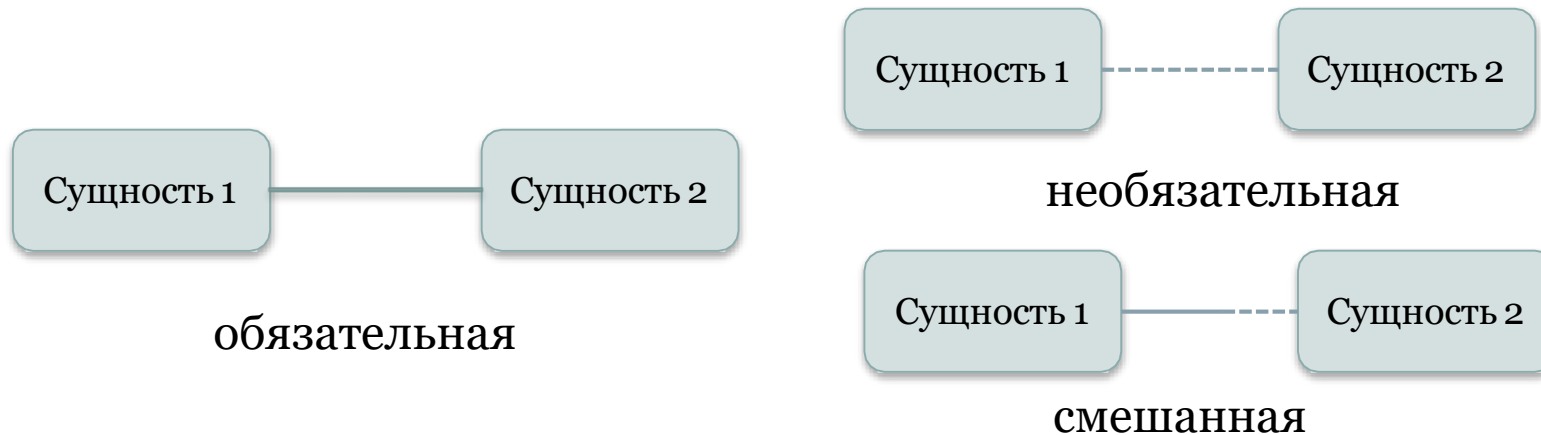 Сущность 1
Сущность 2
обязательная
Сущность 1
Сущность 2
необязательная
Сущность 1
Сущность 2
смешанная